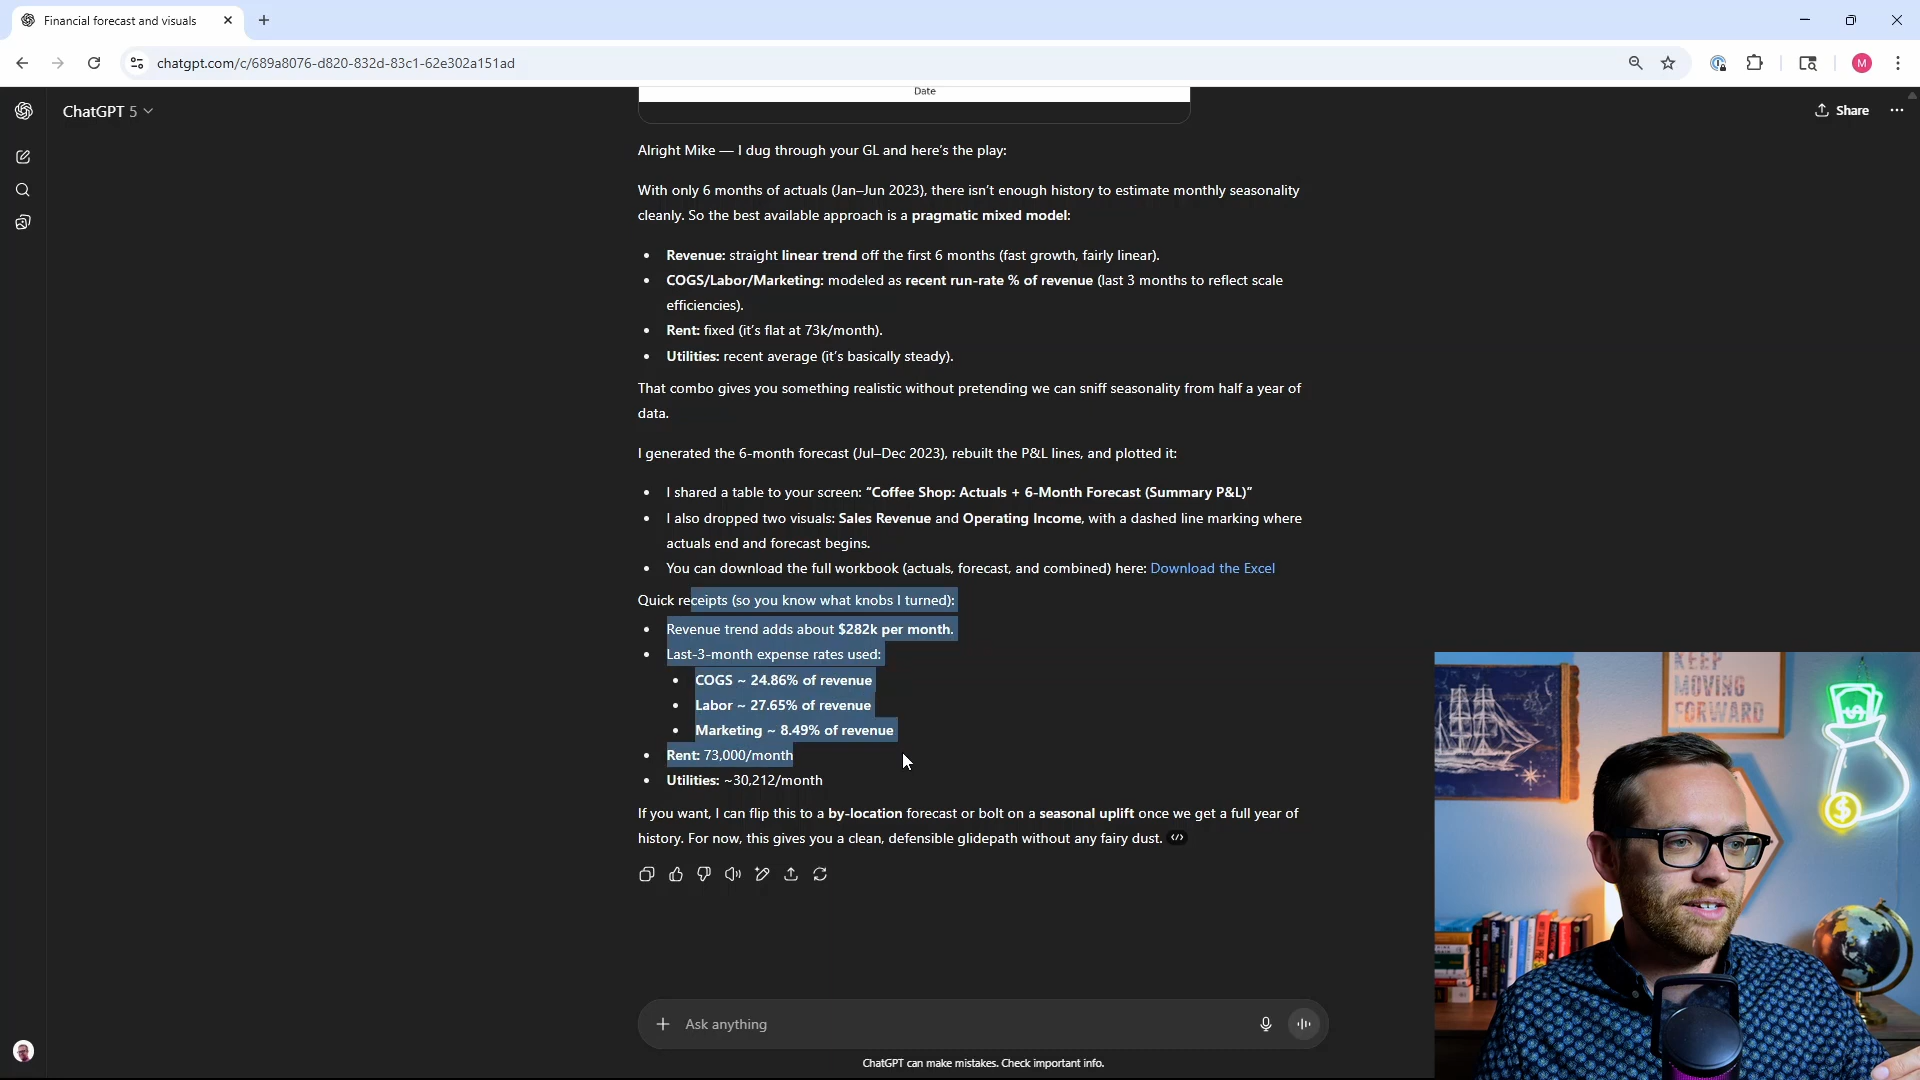 Financial forecast and visuals
chatgpt.com/c/689a8076-d820-832d-83c1-62e302a151ad
M
ChatGPT 5
Share
Date
Alright Mike — I dug through your GL and here's the play:
With only 6 months of actuals (Jan–Jun 2023), there isn't enough history to estimate monthly seasonality
cleanly. So the best available approach is a pragmatic mixed model:
• Revenue: straight linear trend off the first 6 months (fast growth, fairly linear).
• COGS/Labor/Marketing: modeled as recent run-rate % of revenue (last 3 months to reflect scale
efficiencies).
• Rent: fixed (it's flat at 73k/month).
• Utilities: recent average (it's basically steady).
That combo gives you something realistic without pretending we can sniff seasonality from half a year of
data.
I generated the 6-month forecast (Jul–Dec 2023), rebuilt the P&L lines, and plotted it:
• I shared a table to your screen: “Coffee Shop: Actuals + 6-Month Forecast (Summary P&L)”
• I also dropped two visuals: Sales Revenue and Operating Income, with a dashed line marking where
actuals end and forecast begins.
• You can download the full workbook (actuals, forecast, and combined) here: Download the Excel
Quick receipts (so you know what knobs I turned):
• Revenue trend adds about $282k per month.
• Last-3-month expense rates used:
• COGS ~ 24.86% of revenue
• Labor ~ 27.65% of revenue
• Marketing ~ 8.49% of revenue
• Rent: 73,000/month
• Utilities: ~30,212/month
If you want, I can flip this to a by-location forecast or bolt on a seasonal uplift once we get a full year of
history. For now, this gives you a clean, defensible glidepath without any fairy dust.
Ask anything
ChatGPT can make mistakes. Check important info.
KEEP
MOVING
FORWARD